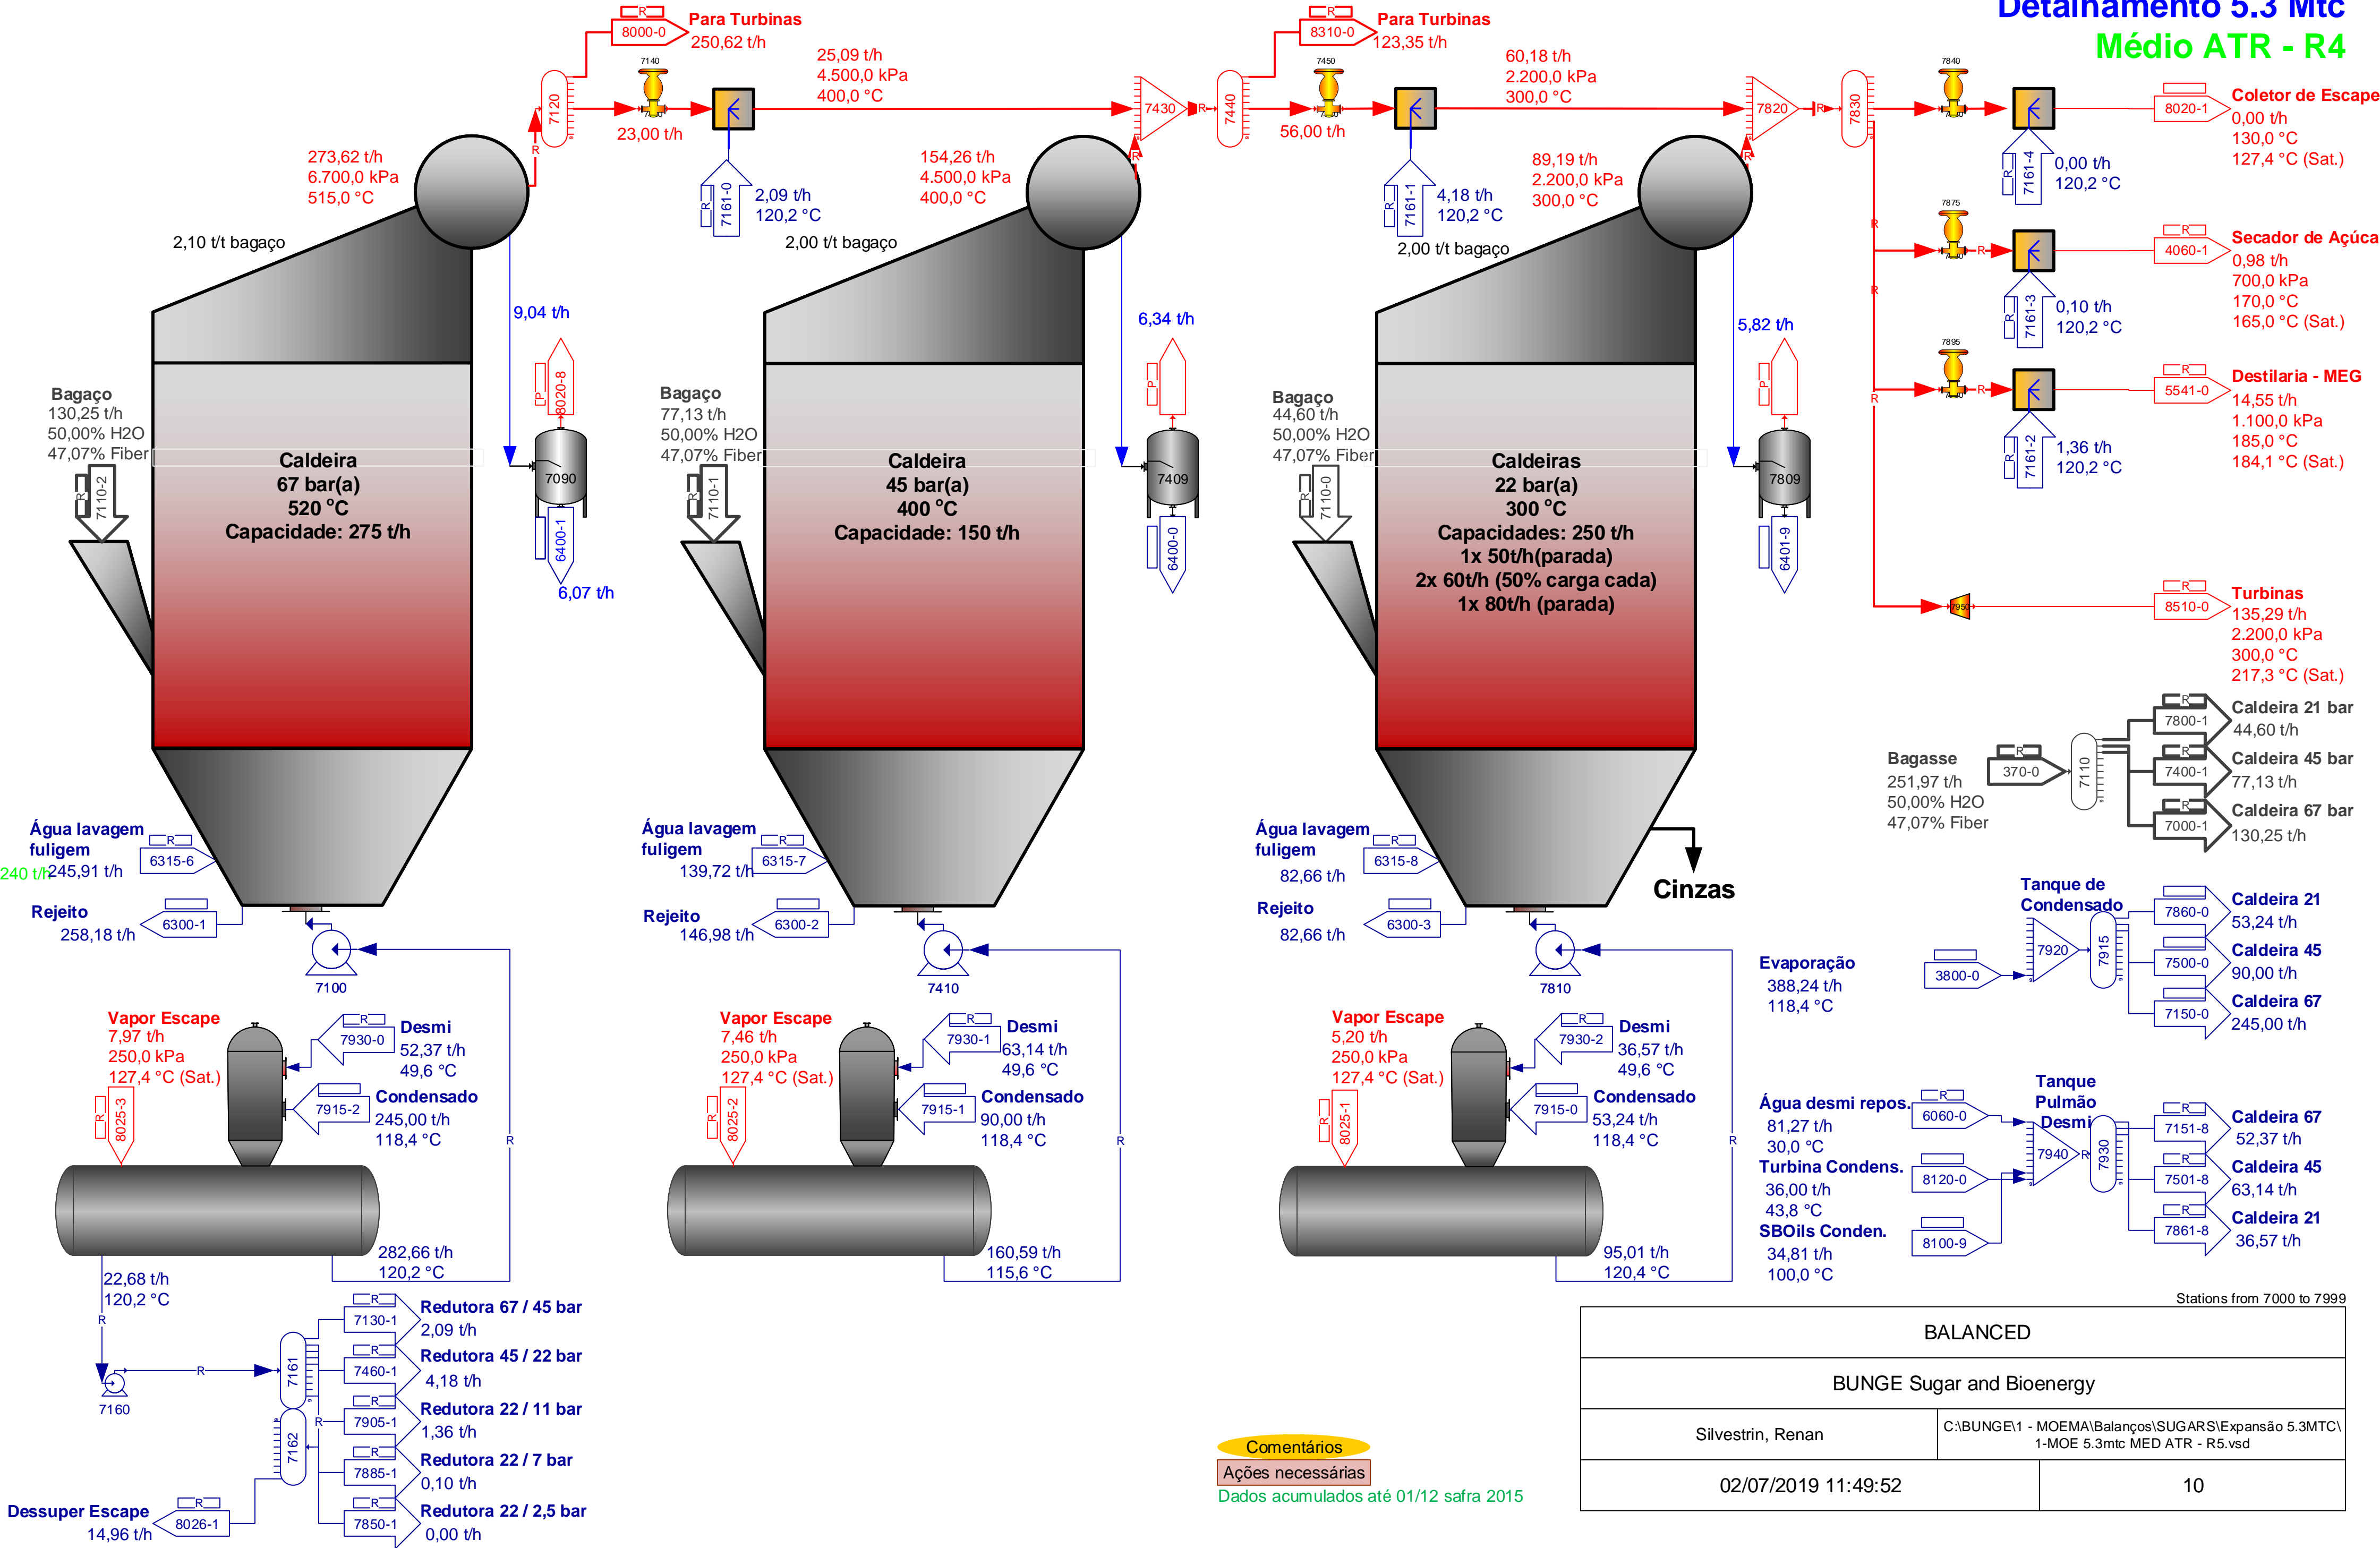 Detalhamento 5.3 Mtc
Médio ATR - R4
R
8000-0
Para Turbinas
250,62 t/h
7120
R
7140
23,00 t/h
25,09 t/h
4.500,0 kPa
400,0 °C
7161-0
R
2,09 t/h
120,2 °C
273,62 t/h
6.700,0 kPa
515,0 °C
2,10 t/t bagaço
9,04 t/h
P
8020-8
7090
6400-1
6,07 t/h
Bagaço
130,25 t/h
50,00% H2O
47,07% Fiber
R
7110-2
Caldeira
67 bar(a)
520 °C
Capacidade: 275 t/h
R
8310-0
Para Turbinas
123,35 t/h
7430
R
R
7440
7450
56,00 t/h
60,18 t/h
2.200,0 kPa
300,0 °C
7161-1
R
4,18 t/h
120,2 °C
154,26 t/h
4.500,0 kPa
400,0 °C
2,00 t/t bagaço
6,34 t/h
P
7409
6400-0
Bagaço
77,13 t/h
50,00% H2O
47,07% Fiber
R
7110-1
Caldeira
45 bar(a)
400 °C
Capacidade: 150 t/h
7820
R
R
7830
89,19 t/h
2.200,0 kPa
300,0 °C
2,00 t/t bagaço
5,82 t/h
P
7809
6401-9
Bagaço
44,60 t/h
50,00% H2O
47,07% Fiber
R
7110-0
Caldeiras
22 bar(a)
300 °C
Capacidades: 250 t/h
1x 50t/h(parada)
2x 60t/h (50% carga cada)
1x 80t/h (parada)
7840
7161-4
R
0,00 t/h
120,2 °C
8020-1
Coletor de Escape
0,00 t/h
130,0 °C
127,4 °C (Sat.)
R
7875
R
7161-3
R
0,10 t/h
120,2 °C
R
4060-1
Secador de Açúca
0,98 t/h
700,0 kPa
170,0 °C
165,0 °C (Sat.)
R
7895
R
7161-2
R
1,36 t/h
120,2 °C
R
5541-0
Destilaria - MEG
14,55 t/h
1.100,0 kPa
185,0 °C
184,1 °C (Sat.)
R
7950
R
8510-0
Turbinas
135,29 t/h
2.200,0 kPa
300,0 °C
217,3 °C (Sat.)
Bagasse
251,97 t/h
50,00% H2O
47,07% Fiber
R
370-0
7110
R
7800-1
Caldeira 21 bar
44,60 t/h
R
7400-1
Caldeira 45 bar
77,13 t/h
R
7000-1
Caldeira 67 bar
130,25 t/h
Água lavagem
fuligem
240 t/h
245,91 t/h
R
6315-6
Rejeito
258,18 t/h
6300-1
7100
Água lavagem
fuligem
139,72 t/h
R
6315-7
Rejeito
146,98 t/h
6300-2
7410
Água lavagem
fuligem
82,66 t/h
R
6315-8
Rejeito
82,66 t/h
6300-3
7810
Cinzas
Vapor Escape
7,97 t/h
250,0 kPa
127,4 °C (Sat.)
R
8025-3
R
7930-0
Desmi
52,37 t/h
49,6 °C
7915-2
Condensado
245,00 t/h
118,4 °C
R
282,66 t/h
120,2 °C
Vapor Escape
7,46 t/h
250,0 kPa
127,4 °C (Sat.)
R
8025-2
R
7930-1
Desmi
63,14 t/h
49,6 °C
7915-1
Condensado
90,00 t/h
118,4 °C
R
160,59 t/h
115,6 °C
Vapor Escape
5,20 t/h
250,0 kPa
127,4 °C (Sat.)
R
8025-1
R
7930-2
Desmi
36,57 t/h
49,6 °C
7915-0
Condensado
53,24 t/h
118,4 °C
R
95,01 t/h
120,4 °C
Evaporação
388,24 t/h
118,4 °C
3800-0
Tanque de
Condensado
7920
7915
7860-0
Caldeira 21
53,24 t/h
7500-0
Caldeira 45
90,00 t/h
7150-0
Caldeira 67
245,00 t/h
Água desmi repos.
81,27 t/h
30,0 °C
R
6060-0
Turbina Condens.
36,00 t/h
43,8 °C
8120-0
SBOils Conden.
34,81 t/h
100,0 °C
8100-9
Tanque
Pulmão
Desmi
7940
R
7930
R
7151-8
Caldeira 67
52,37 t/h
R
7501-8
Caldeira 45
63,14 t/h
R
7861-8
Caldeira 21
36,57 t/h
22,68 t/h
120,2 °C
R
7160
R
7161
7162
R
R
7130-1
Redutora 67 / 45 bar
2,09 t/h
R
7460-1
Redutora 45 / 22 bar
4,18 t/h
R
7905-1
Redutora 22 / 11 bar
1,36 t/h
R
7885-1
Redutora 22 / 7 bar
0,10 t/h
R
7850-1
Redutora 22 / 2,5 bar
0,00 t/h
Dessuper Escape
14,96 t/h
R
8026-1
Comentários
Ações necessárias
Dados acumulados até 01/12 safra 2015
Stations from 7000 to 7999
BALANCED
BUNGE Sugar and Bioenergy
Silvestrin, Renan
C:\BUNGE\1 - MOEMA\Balanços\SUGARS\Expansão 5.3MTC\
1-MOE 5.3mtc MED ATR - R5.vsd
02/07/2019 11:49:52
10